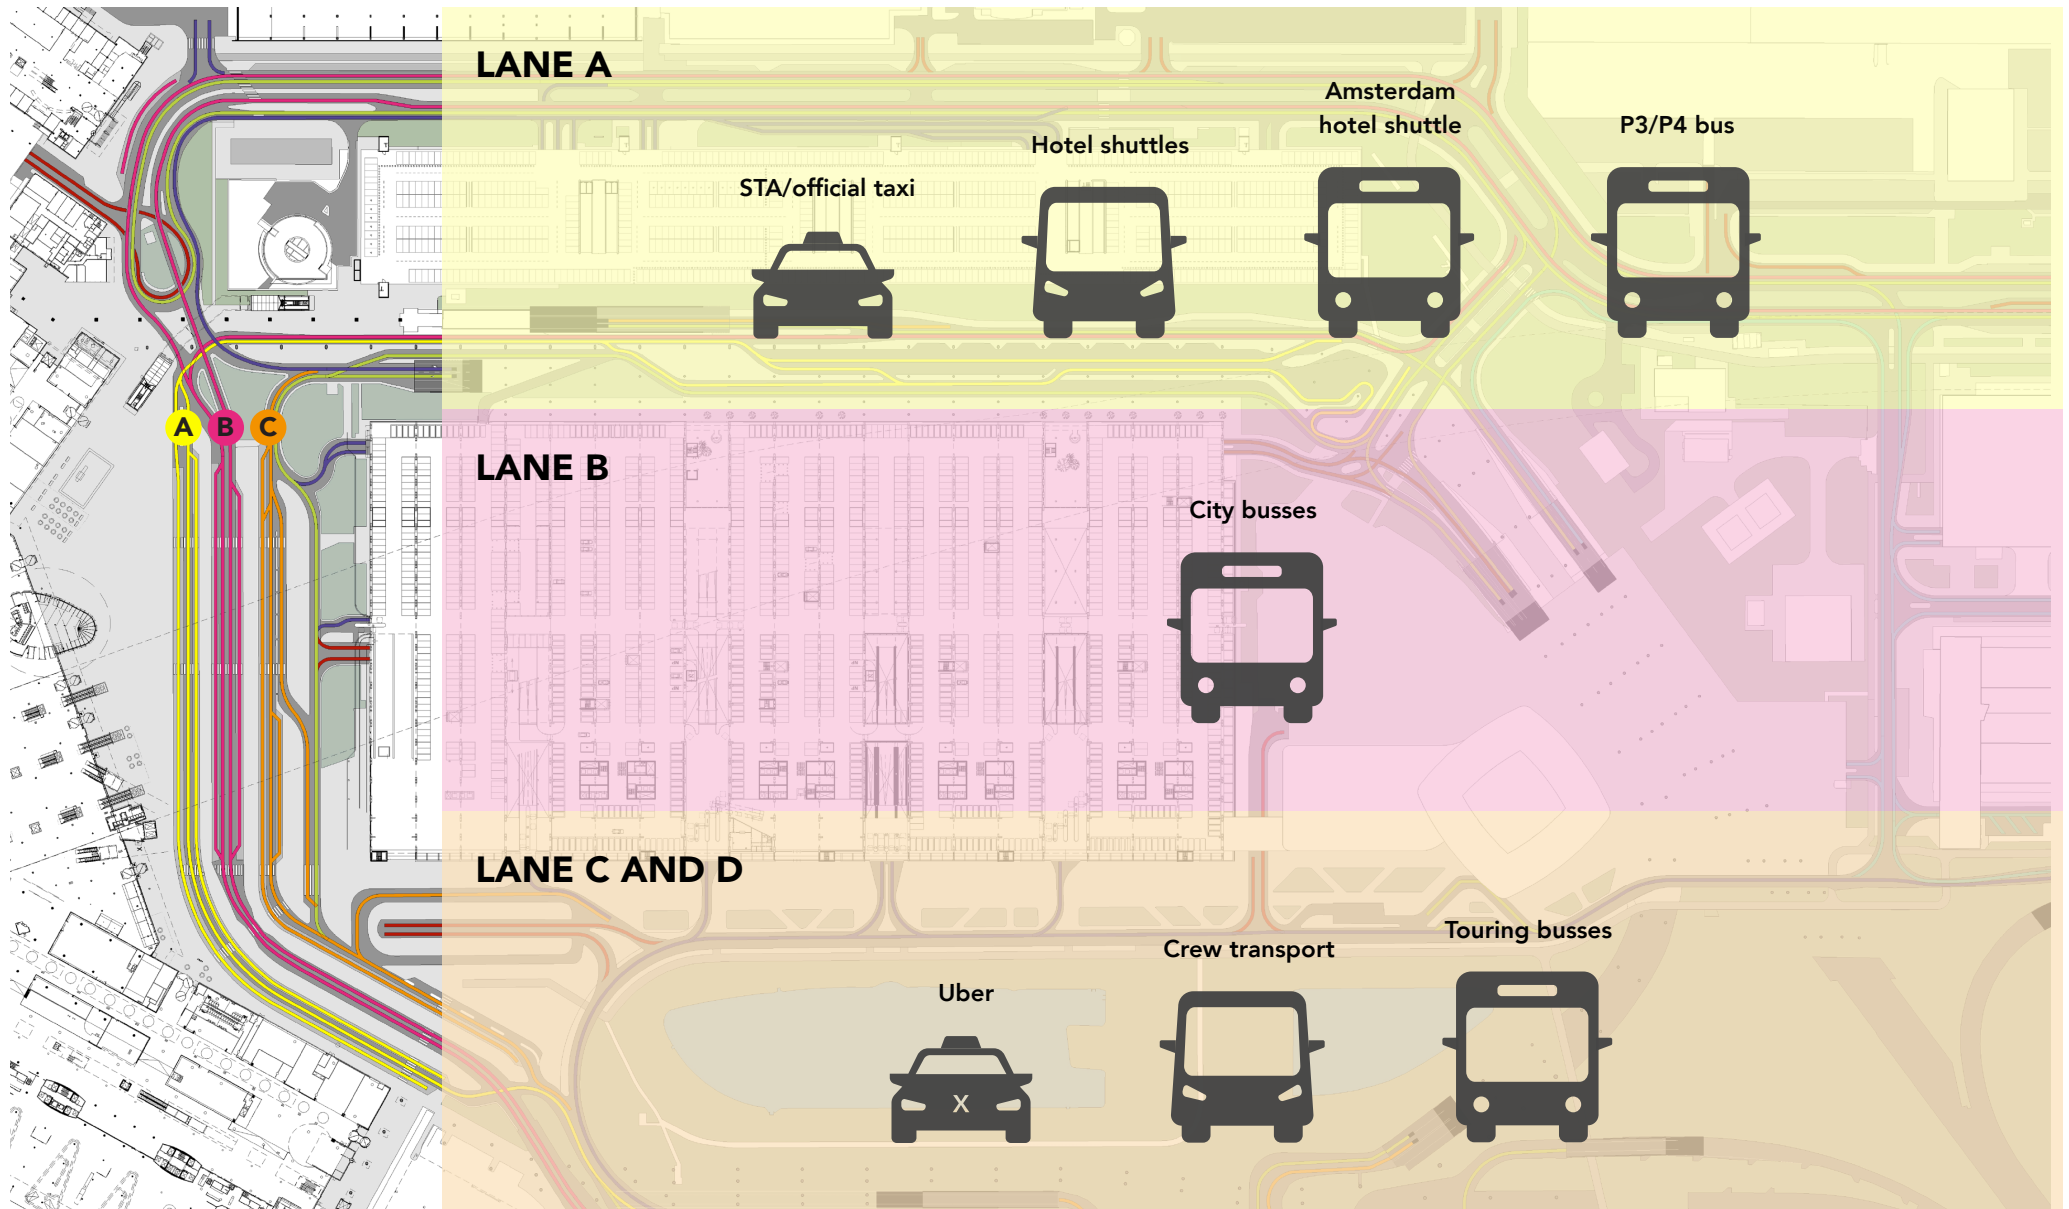 LANE A
Amsterdam
hotel shuttle
P3/P4 bus
Hotel shuttles
STA/official taxi
A
B
C
LANE B
City busses
LANE C AND D
Touring busses
Crew transport
Uber
X